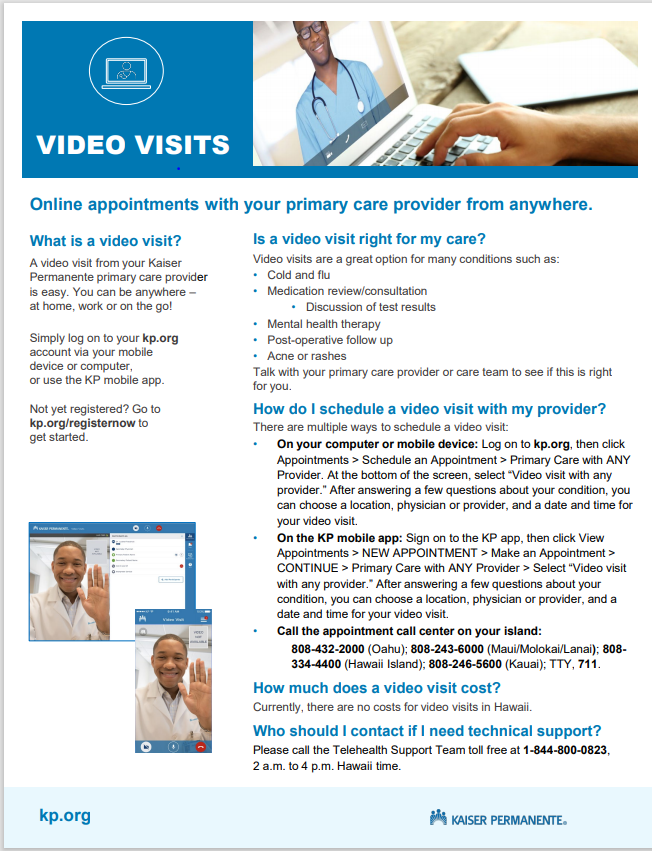 VIDEO VISITS
Online appointments with your primary care provider from anywhere.
What is a video visit?
A video visit from your Kaiser
Permanente primary care provider
is easy. You can be anywhere –
at home, work or on the go!
Simply log on to your kp.org
account via your mobile
device or computer,
or use the KP mobile app.
Not yet registered? Go to
kp.org/registernow to
get started.
Is a video visit right for my care?
Video visits are a great option for many conditions such as:
• Cold and flu
• Medication review/consultation
• Discussion of test results
• Mental health therapy
• Post-operative follow up
• Acne or rashes
Talk with your primary care provider or care team to see if this is right
for you.
How do I schedule a video visit with my provider?
There are multiple ways to schedule a video visit:
• On your computer or mobile device: Log on to kp.org, then click
Appointments > Schedule an Appointment > Primary Care with ANY
Provider. At the bottom of the screen, select “Video visit with any
provider.” After answering a few questions about your condition, you
can choose a location, physician or provider, and a date and time for
your video visit.
• On the KP mobile app: Sign on to the KP app, then click View
Appointments > NEW APPOINTMENT > Make an Appointment >
CONTINUE > Primary Care with ANY Provider > Select “Video visit
with any provider.” After answering a few questions about your
condition, you can choose a location, physician or provider, and a
date and time for your video visit.
• Call the appointment call center on your island:
808-432-2000 (Oahu); 808-243-6000 (Maui/Molokai/Lanai); 808-
334-4400 (Hawaii Island); 808-246-5600 (Kauai); TTY, 711.
How much does a video visit cost?
Currently, there are no costs for video visits in Hawaii.
Who should I contact if I need technical support?
Please call the Telehealth Support Team toll free at 1-844-800-0823,
2 a.m. to 4 p.m. Hawaii time.
KAISER PERMANENTE
Video Visit
kp.org
KAISER PERMANENTE®